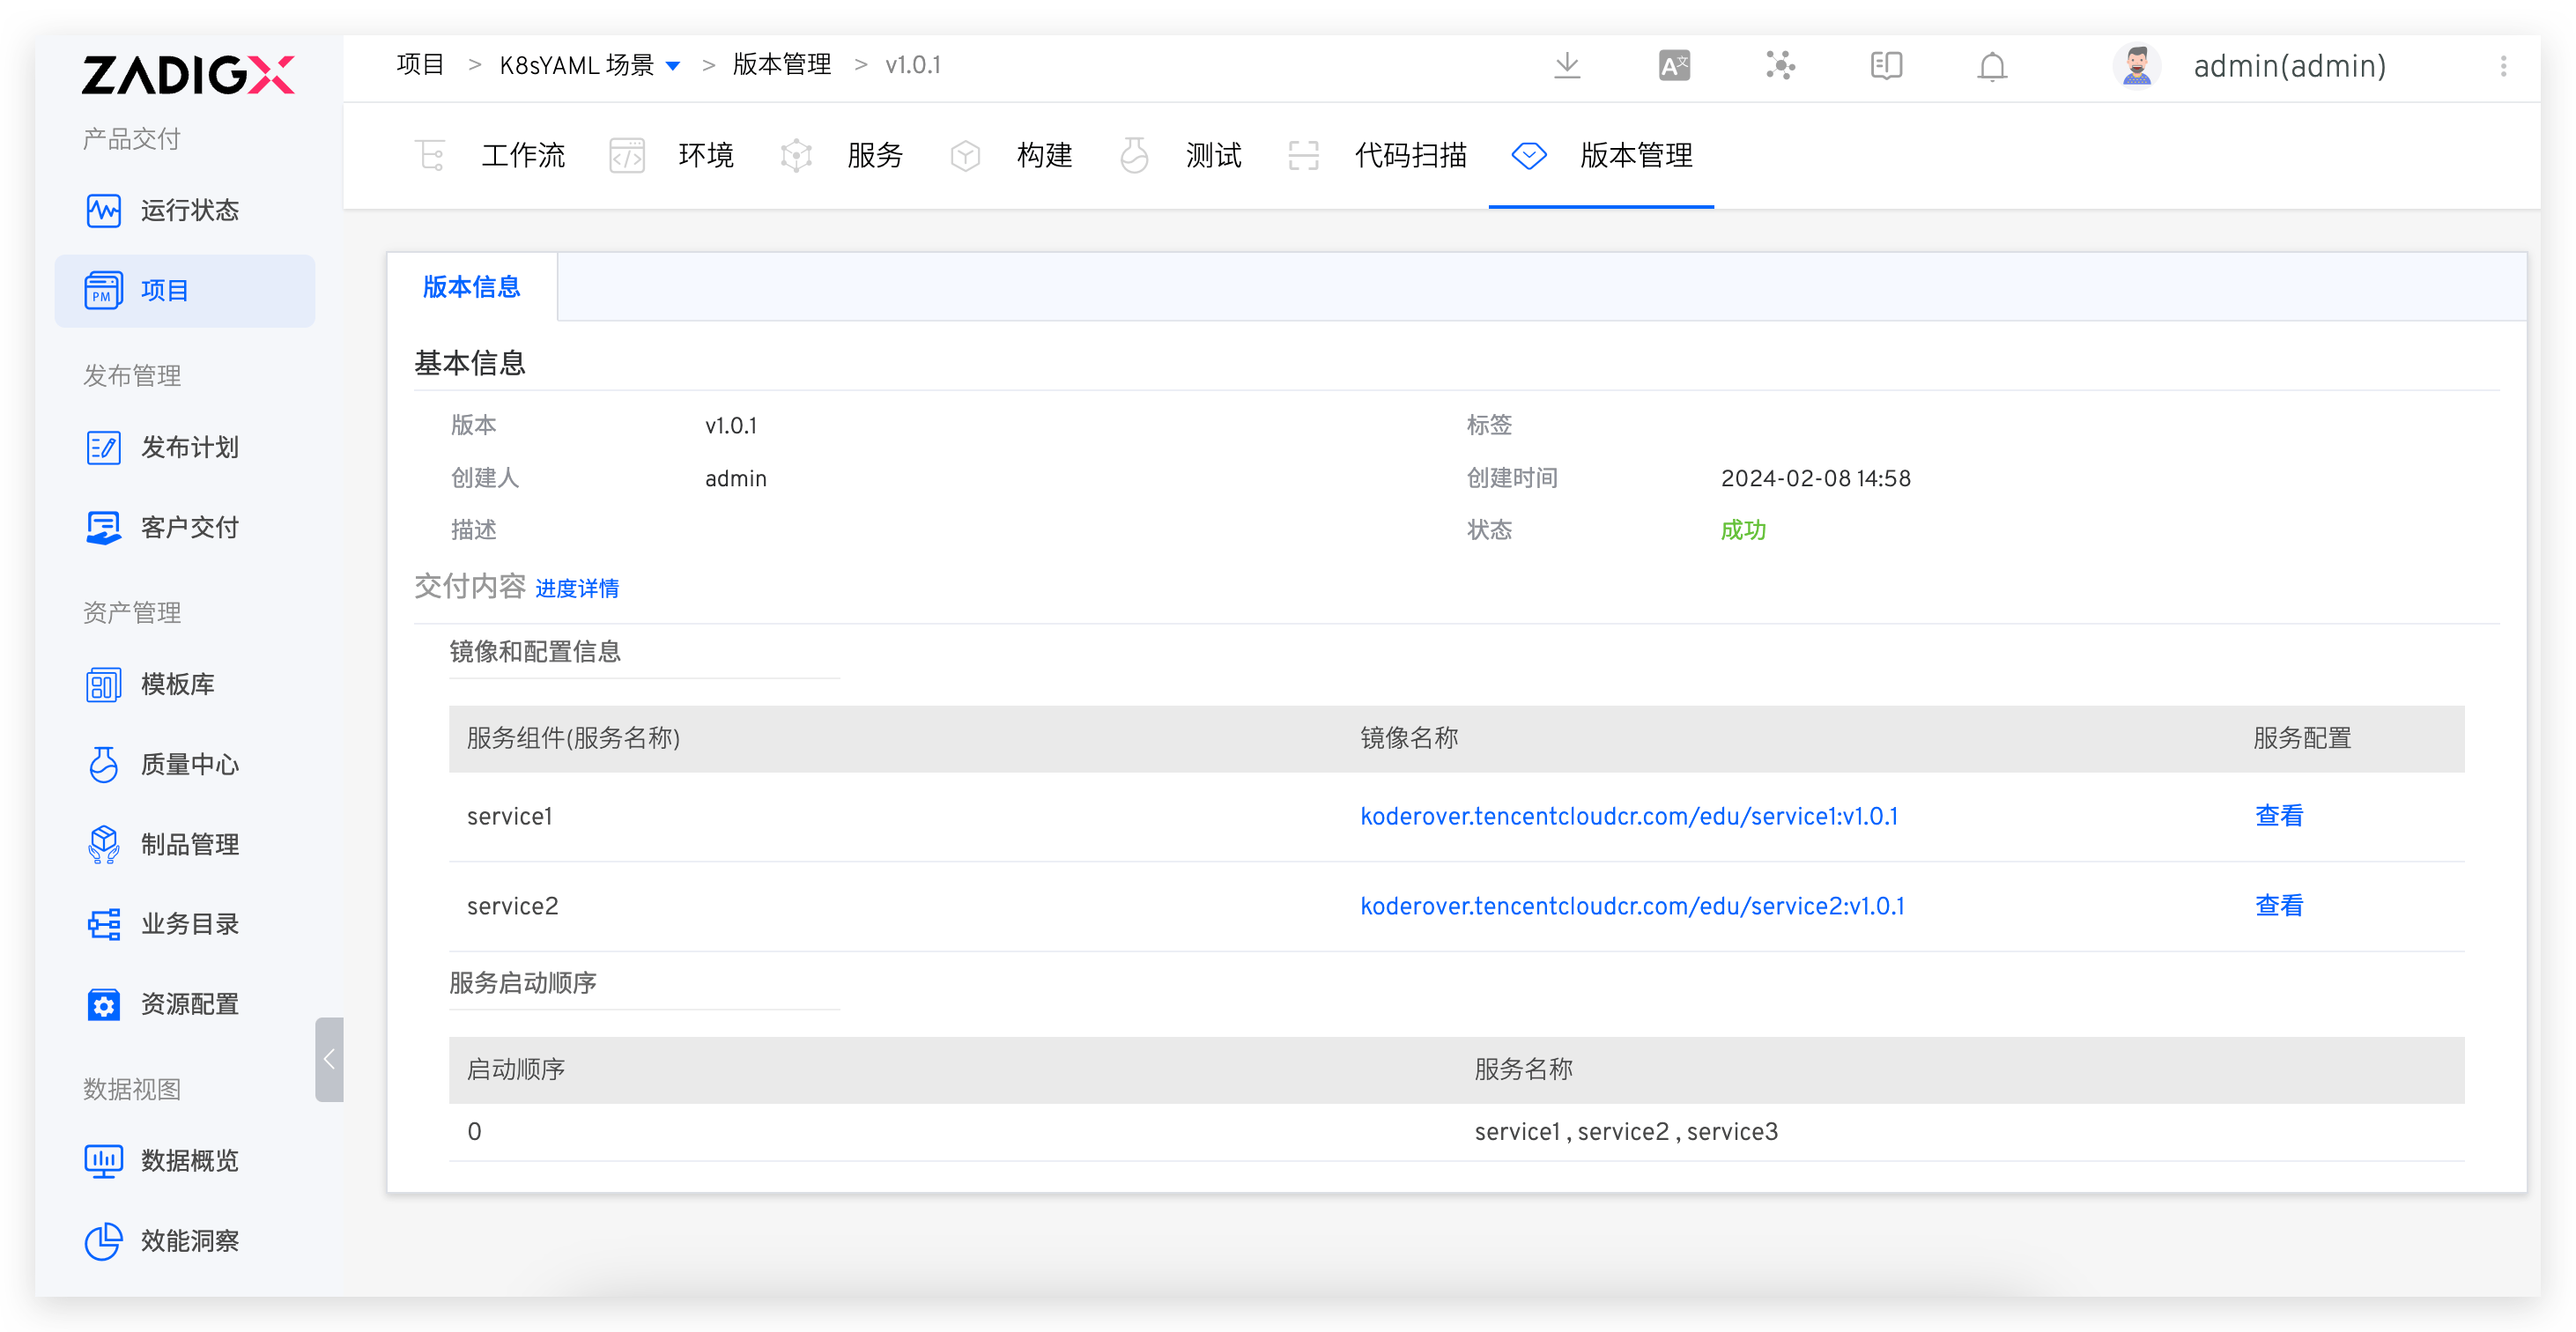 ZADIGX
产品交付
运行状态
PM 项目
发布管理
发布计划
客户交付
资产管理
模板库
质量中心
制品管理
业务目录
资源配置
数据视图
数据概览
效能洞察
项目 > K8sYAML 场景 > 版本管理 > v1.0.1
A文
admin(admin)
工作流 </> 环境 服务 构建 测试 代码扫描 版本管理
版本信息
基本信息
版本 v1.0.1 标签
创建人 admin 创建时间 2024-02-08 14:58
描述 状态 成功
交付内容 进度详情
镜像和配置信息
服务组件(服务名称) 镜像名称 服务配置
service1 koderover.tencentcloudcr.com/edu/service1:v1.0.1 查看
service2 koderover.tencentcloudcr.com/edu/service2:v1.0.1 查看
服务启动顺序
启动顺序 服务名称
0 service1 , service2 , service3